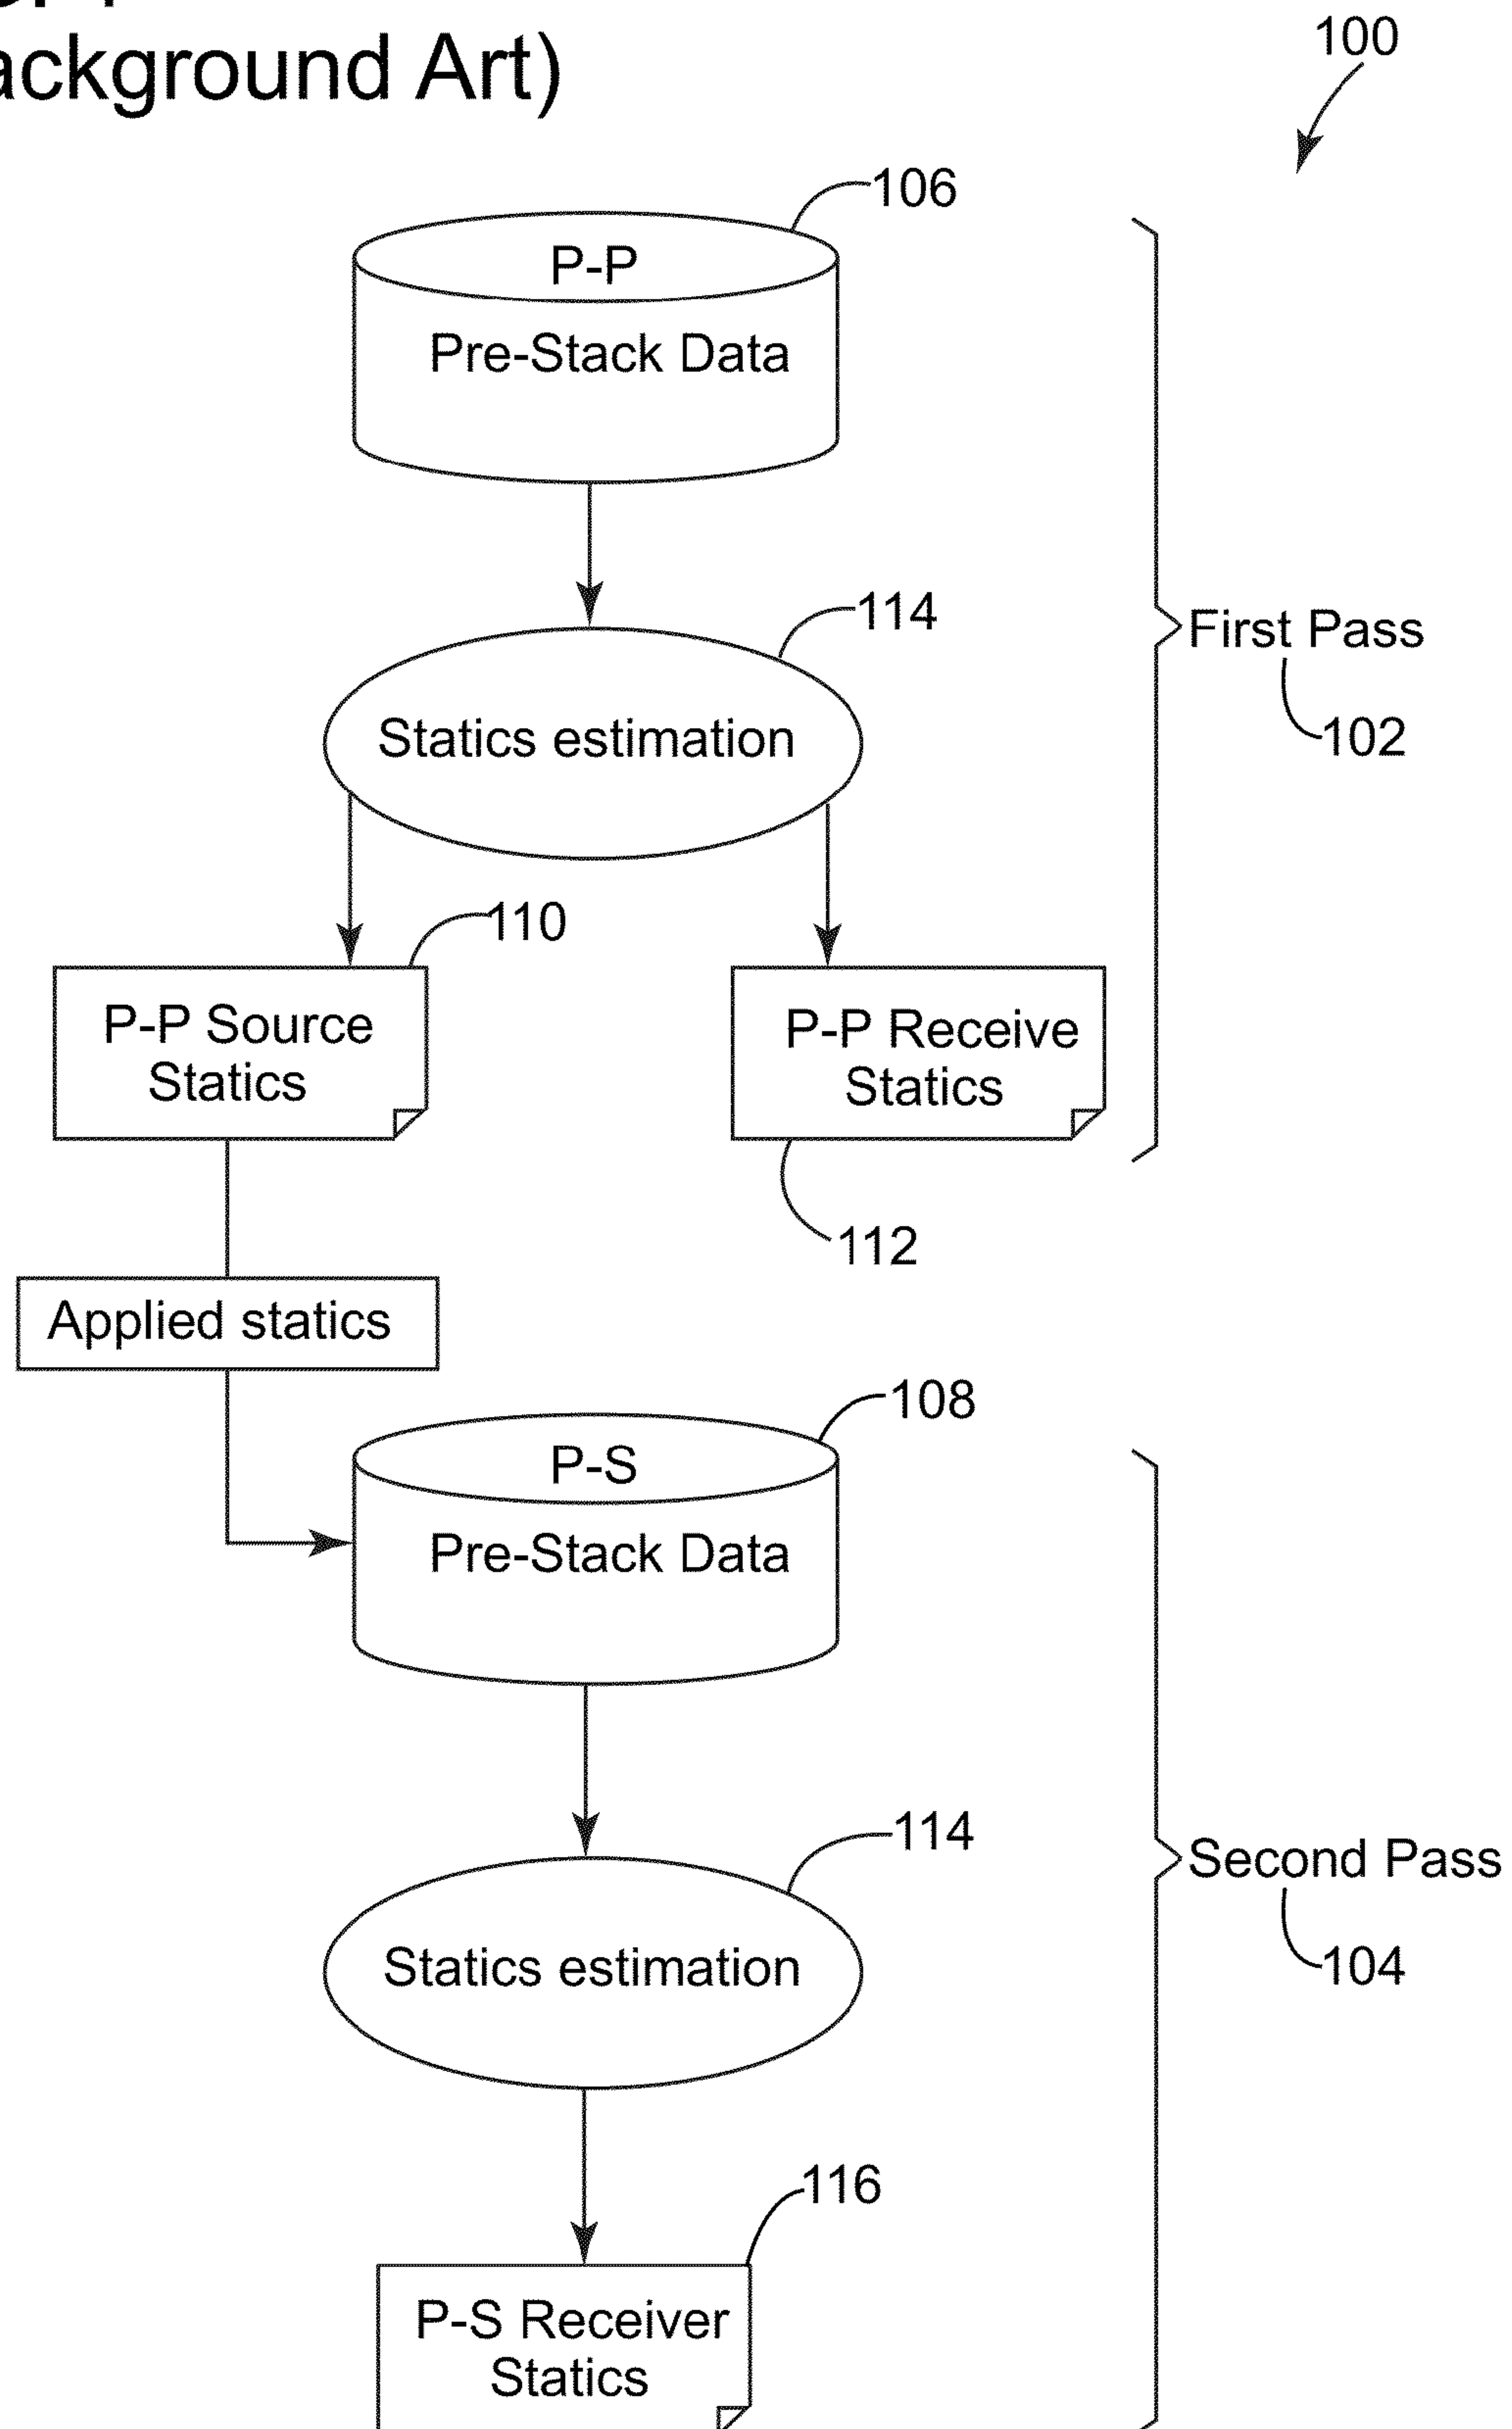 ackground Art)
100
106
P-P
Pre-Stack Data
114
Statics estimation
First Pass
102
110
P-P Source
Statics
P-P Receive
Statics
112
Applied statics
108
P-S
Pre-Stack Data
114
Statics estimation
Second Pass
104
116
P-S Receiver
Statics